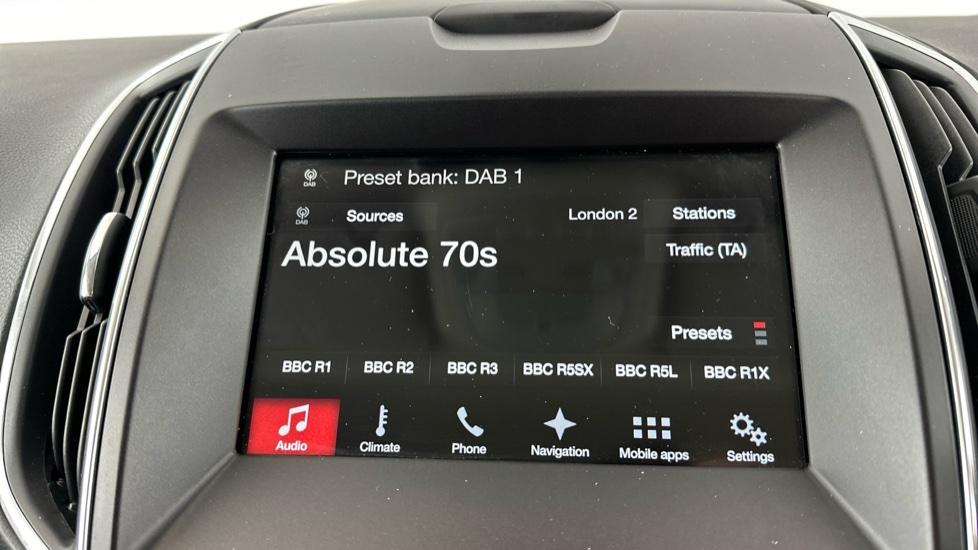 DAB Preset bank: DAB 1
DAB Sources London 2 Stations
Absolute 70s Traffic (TA)
Presets
BBC R1 BBC R2 BBC R3 BBC R5SX BBC R5L BBC R1X
Audio Climate Phone Navigation Mobile apps Settings